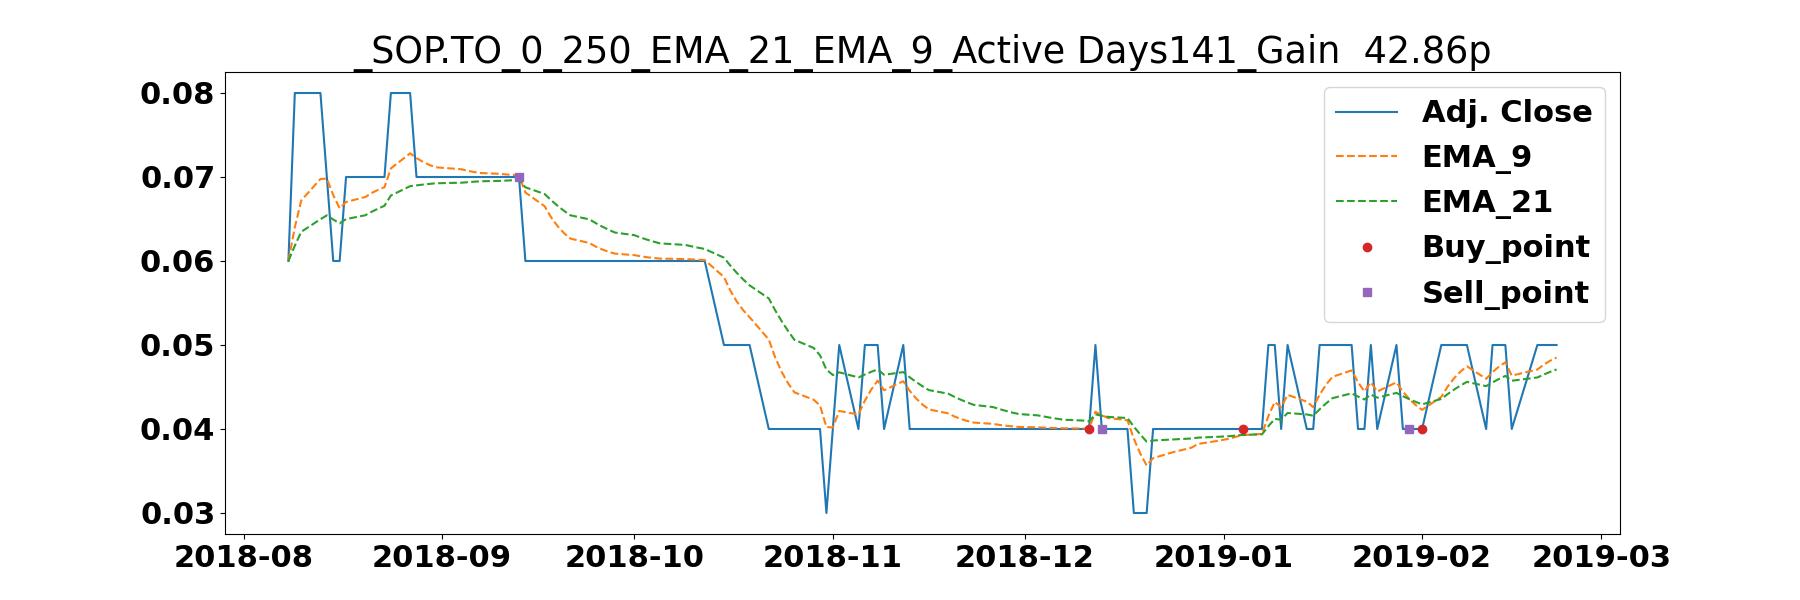 _SOP.TO_0_250_EMA_21_EMA_9_Active Days141_Gain  42.86p
0.08
0.07
0.06
0.05
0.04
0.03
Adj. Close
EMA_9
EMA_21
Buy_point
Sell_point
2018-08 2018-09 2018-10 2018-11 2018-12 2019-01 2019-02 2019-03